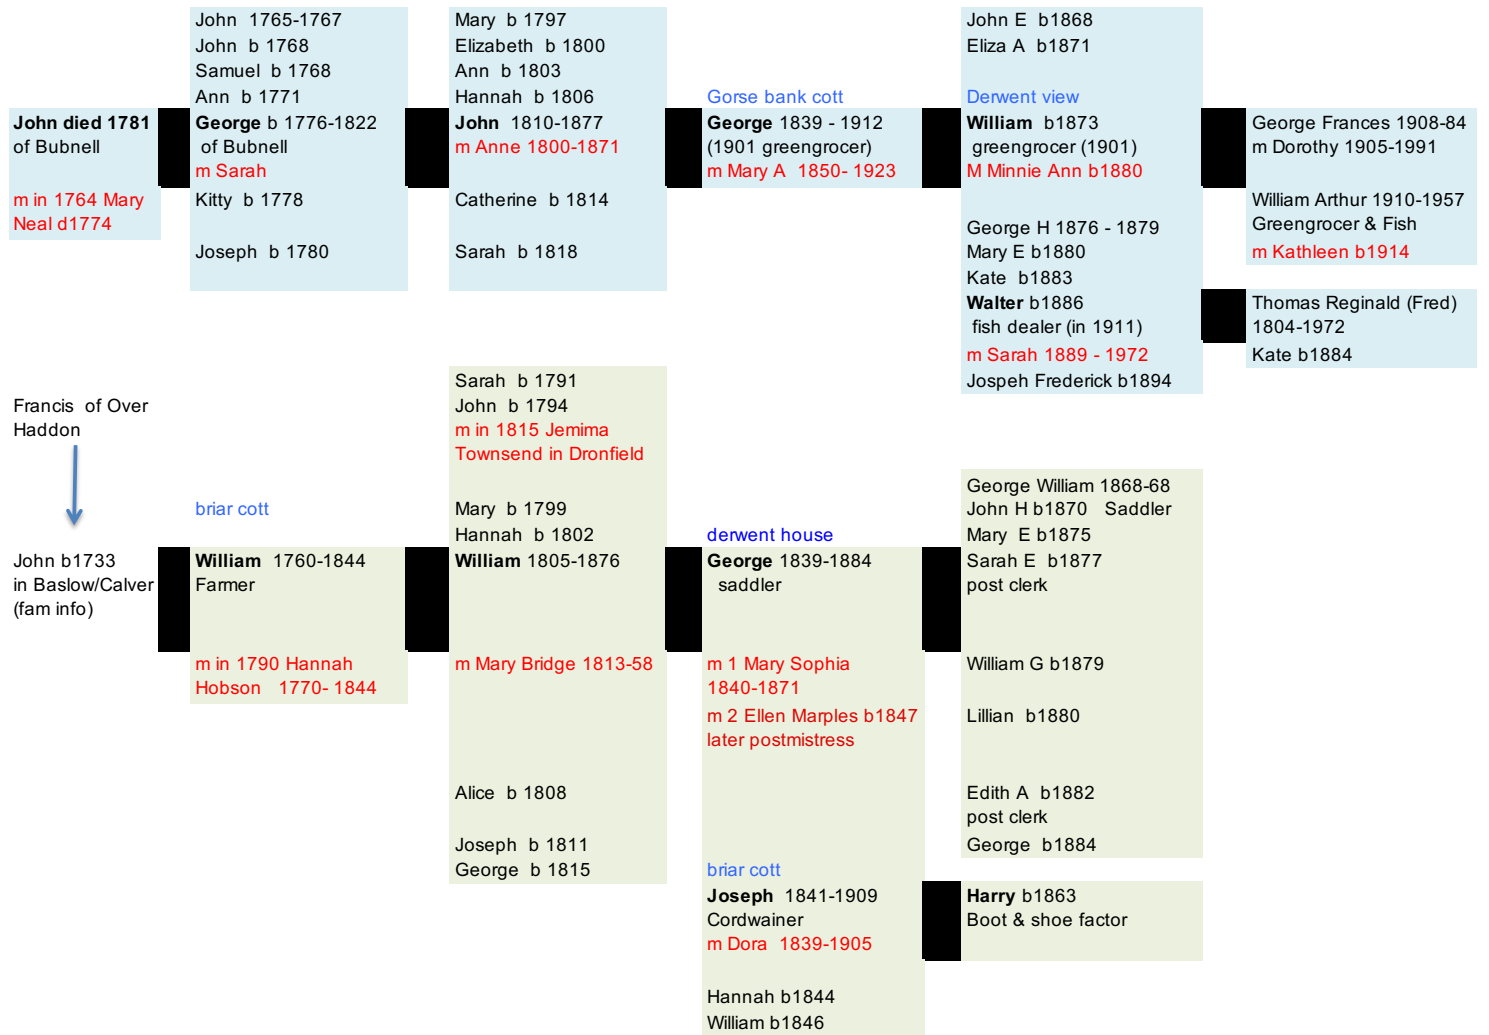 John 1765-1767
John b 1768
Samuel b 1768
Ann b 1771
George b 1776-1822
of Bubnell
m Sarah
Kitty b 1778
Joseph b 1780
Mary b 1797
Elizabeth b 1800
Ann b 1803
Hannah b 1806
John 1810-1877
m Anne 1800-1871
Catherine b 1814
Sarah b 1818
John died 1781
of Bubnell
m in 1764 Mary
Neal d1774
Gorse bank cott
George 1839 - 1912
(1901 greengrocer)
m Mary A 1850- 1923
John E b1868
Eliza A b1871
Derwent view
William b1873
greengrocer (1901)
M Minnie Ann b1880
George H 1876 - 1879
Mary E b1880
Kate b1883
Walter b1886
fish dealer (in 1911)
m Sarah 1889 - 1972
Jospeh Frederick b1894
George Frances 1908-84
m Dorothy 1905-1991
William Arthur 1910-1957
Greengrocer & Fish
m Kathleen b1914
Thomas Reginald (Fred)
1804-1972
Kate b1884
Francis of Over
Haddon
John b1733
in Baslow/Calver
(fam info)
briar cott
William 1760-1844
Farmer
m in 1790 Hannah
Hobson 1770- 1844
Sarah b 1791
John b 1794
m in 1815 Jemima
Townsend in Dronfield
Mary b 1799
Hannah b 1802
William 1805-1876
m Mary Bridge 1813-58
Alice b 1808
Joseph b 1811
George b 1815
derwent house
George 1839-1884
saddler
m 1 Mary Sophia
1840-1871
m 2 Ellen Marples b1847
later postmistress
briar cott
Joseph 1841-1909
Cordwainer
m Dora 1839-1905
Hannah b1844
William b1846
George William 1868-68
John H b1870 Saddler
Mary E b1875
Sarah E b1877
post clerk
William G b1879
Lillian b1880
Edith A b1882
post clerk
George b1884
Harry b1863
Boot & shoe factor